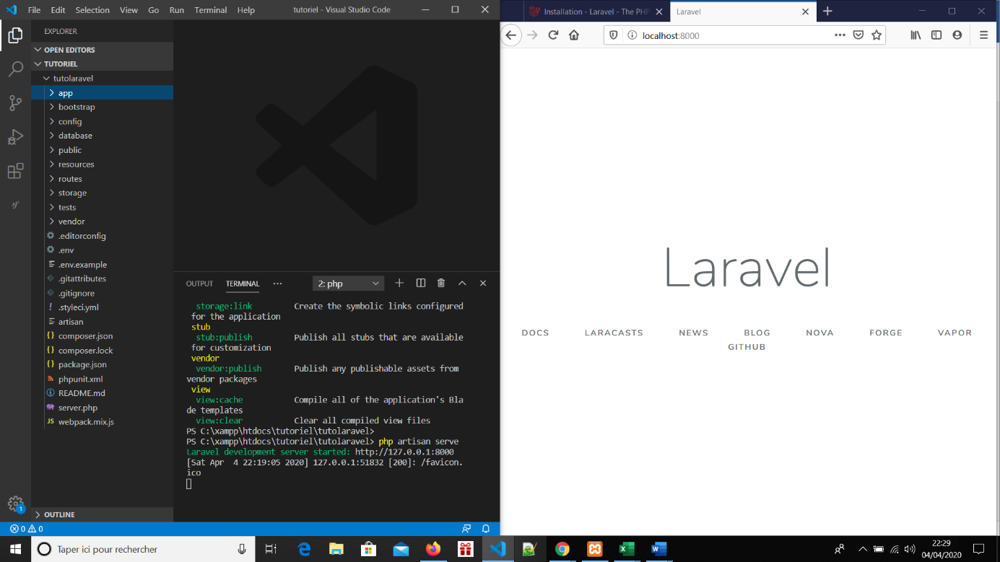 File Edit Selection View Go Run Terminal Help tutoriel - Visual Studio Code
EXPLORER
OPEN EDITORS
TUTORIEL
tutolaravel
app
bootstrap
config
database
public
resources
routes
storage
tests
vendor
.editorconfig
.env
.env.example
.gitattributes
.gitignore
.styleci.yml
artisan
composer.json
composer.lock
package.json
phpunit.xml
README.md
server.php
webpack.mix.js
OUTLINE
OUTPUT TERMINAL 2: php
storage:link Create the symbolic links configured
for the application
stub
stub:publish Publish all stubs that are available
for customization
vendor
vendor:publish Publish any publishable assets from
vendor packages
view
view:cache Compile all of the application's Bla
de templates
view:clear Clear all compiled view files
PS C:\xampp\htdocs\tutoriel\tutolaravel>
PS C:\xampp\htdocs\tutoriel\tutolaravel> php artisan serve
Laravel development server started: http://127.0.0.1:8000
[Sat Apr 4 22:19:05 2020] 127.0.0.1:51832 [200]: /favicon.
ico
1
0 0
Installation - Laravel - The PHP
Laravel
localhost:8000
Laravel
DOCS LARACASTS NEWS BLOG NOVA FORGE VAPOR
GITHUB
Taper ici pour rechercher
22:29
04/04/2020